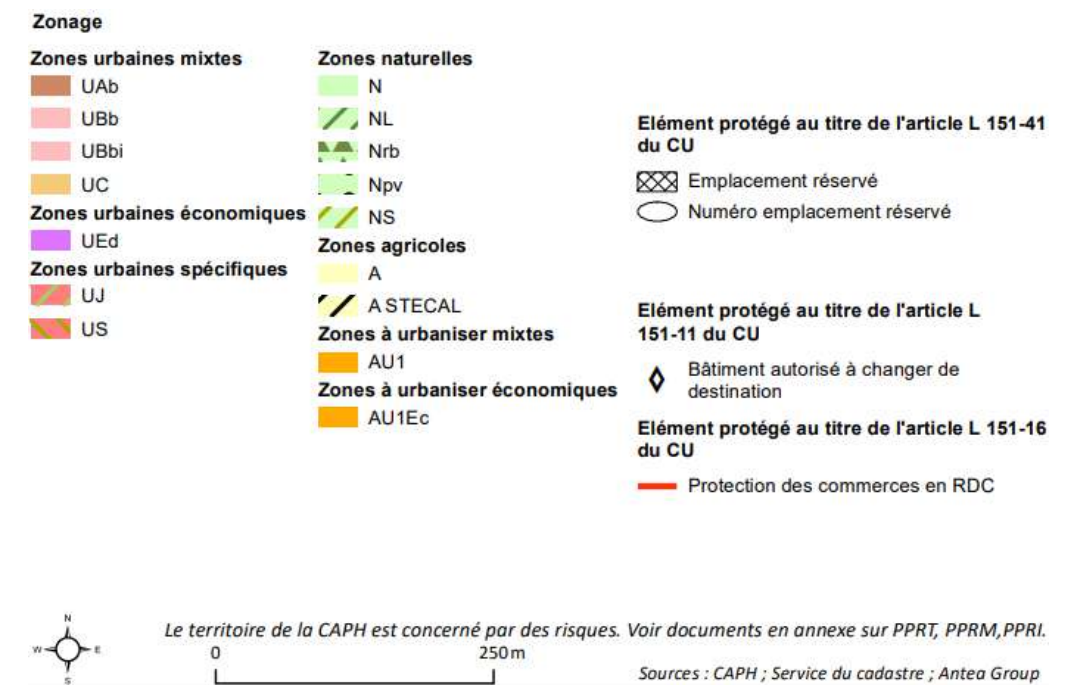 Zonage
Zones urbaines mixtes
UAb
UBb
UBbi
UC
Zones urbaines économiques
UEd
Zones urbaines spécifiques
UJ
US
Zones naturelles
N
NL
Nrb
Npv
NS
Zones agricoles
A
A STECAL
Zones à urbaniser mixtes
AU1
Zones à urbaniser économiques
AU1Ec
Elément protégé au titre de l'article L 151-41
du CU
Emplacement réservé
Numéro emplacement réservé
Elément protégé au titre de l'article L
151-11 du CU
Bâtiment autorisé à changer de
destination
Elément protégé au titre de l'article L 151-16
du CU
Protection des commerces en RDC
N
W E
S
Le territoire de la CAPH est concerné par des risques. Voir documents en annexe sur PPRT, PPRM,PPRI.
0 250 m
Sources : CAPH ; Service du cadastre ; Antea Group